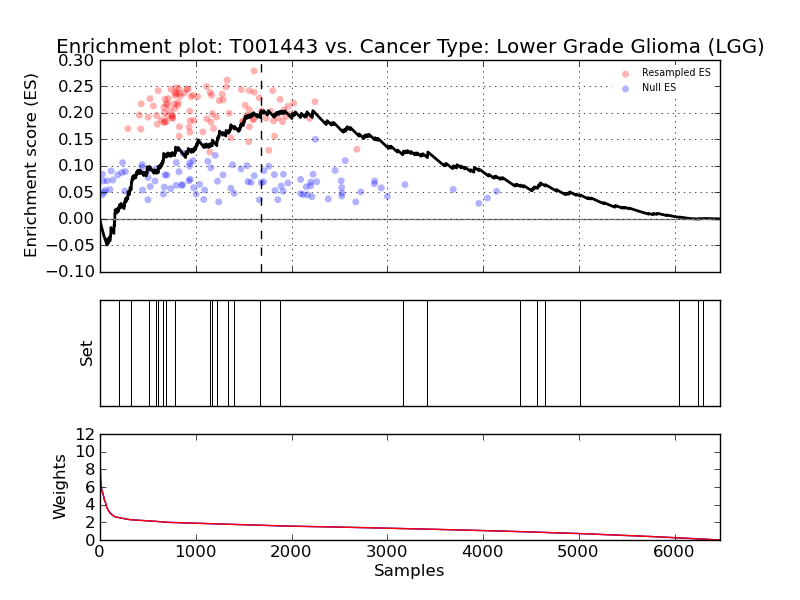 Enrichment plot: T001443 vs. Cancer Type: Lower Grade Glioma (LGG)
Enrichment score (ES)
0.30
0.25
0.20
0.15
0.10
0.05
0.00
−0.05
−0.10
Resampled ES
Null ES
Set
Weights
12
10
8
6
4
2
0
0 1000 2000 3000 4000 5000 6000
Samples